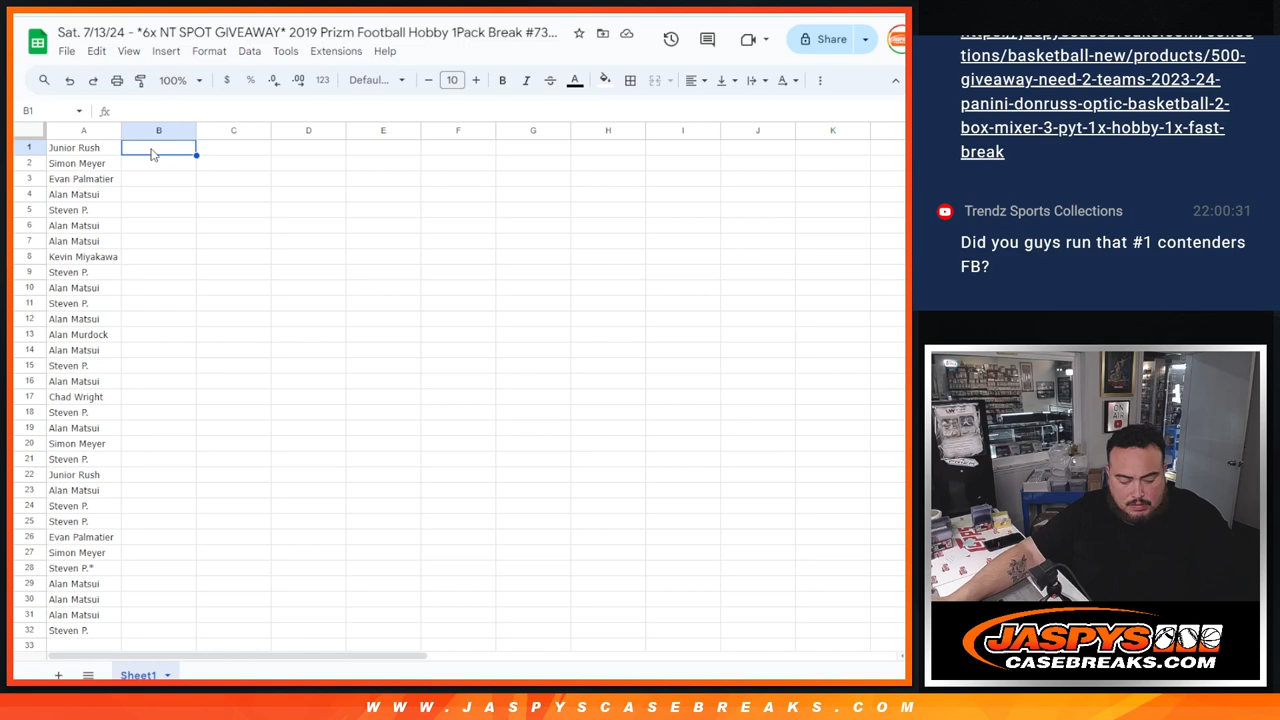 Sat. 7/13/24 - *6x NT SPOT GIVEAWAY* 2019 Prizm Football Hobby 1Pack Break #73...
Share
File Edit View Insert Format Data Tools Extensions Help
100% $ % .0 .00 123 Defaul... 10 B I A
B1 fx
A B C D E F G H I J K
1 Junior Rush
2 Simon Meyer
3 Evan Palmatier
4 Alan Matsui
5 Steven P.
6 Alan Matsui
7 Alan Matsui
8 Kevin Miyakawa
9 Steven P.
10 Alan Matsui
11 Steven P.
12 Alan Matsui
13 Alan Murdock
14 Alan Matsui
15 Steven P.
16 Alan Matsui
17 Chad Wright
18 Steven P.
19 Alan Matsui
20 Simon Meyer
21 Steven P.
22 Junior Rush
23 Alan Matsui
24 Steven P.
25 Steven P.
26 Evan Palmatier
27 Simon Meyer
28 Steven P.*
29 Alan Matsui
30 Alan Matsui
31 Alan Matsui
32 Steven P.
33
Sheet1
tions/basketball-new/products/500-
giveaway-need-2-teams-2023-24-
panini-donruss-optic-basketball-2-
box-mixer-3-pyt-1x-hobby-1x-fast-
break
Trendz Sports Collections 22:00:31
Did you guys run that #1 contenders
FB?
ON
AIR
JASPYS
CASEBREAKS.COM
WWW.JASPYSCASEBREAKS.COM